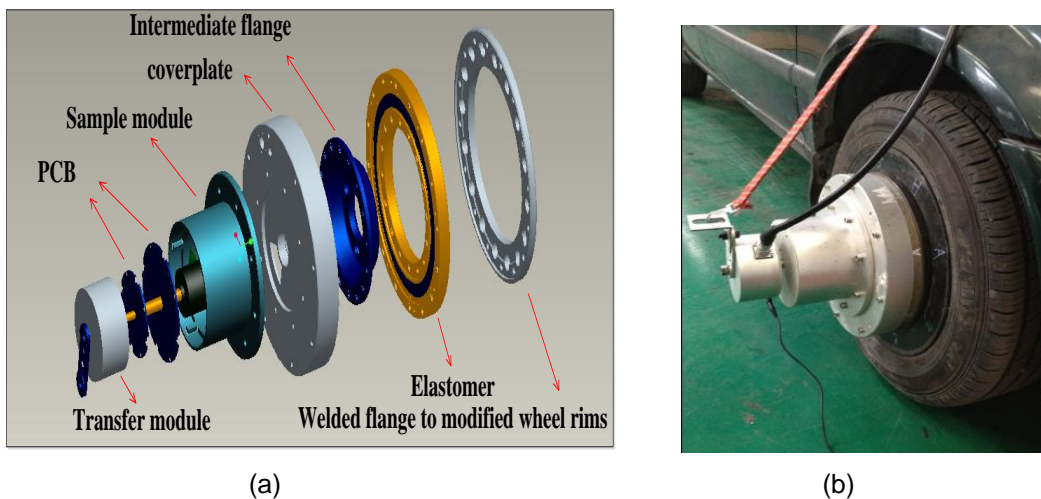 Intermediate flange
coverplate
Sample module
PCB
Elastomer
Welded flange to modified wheel rims
Transfer module
(a)
(b)